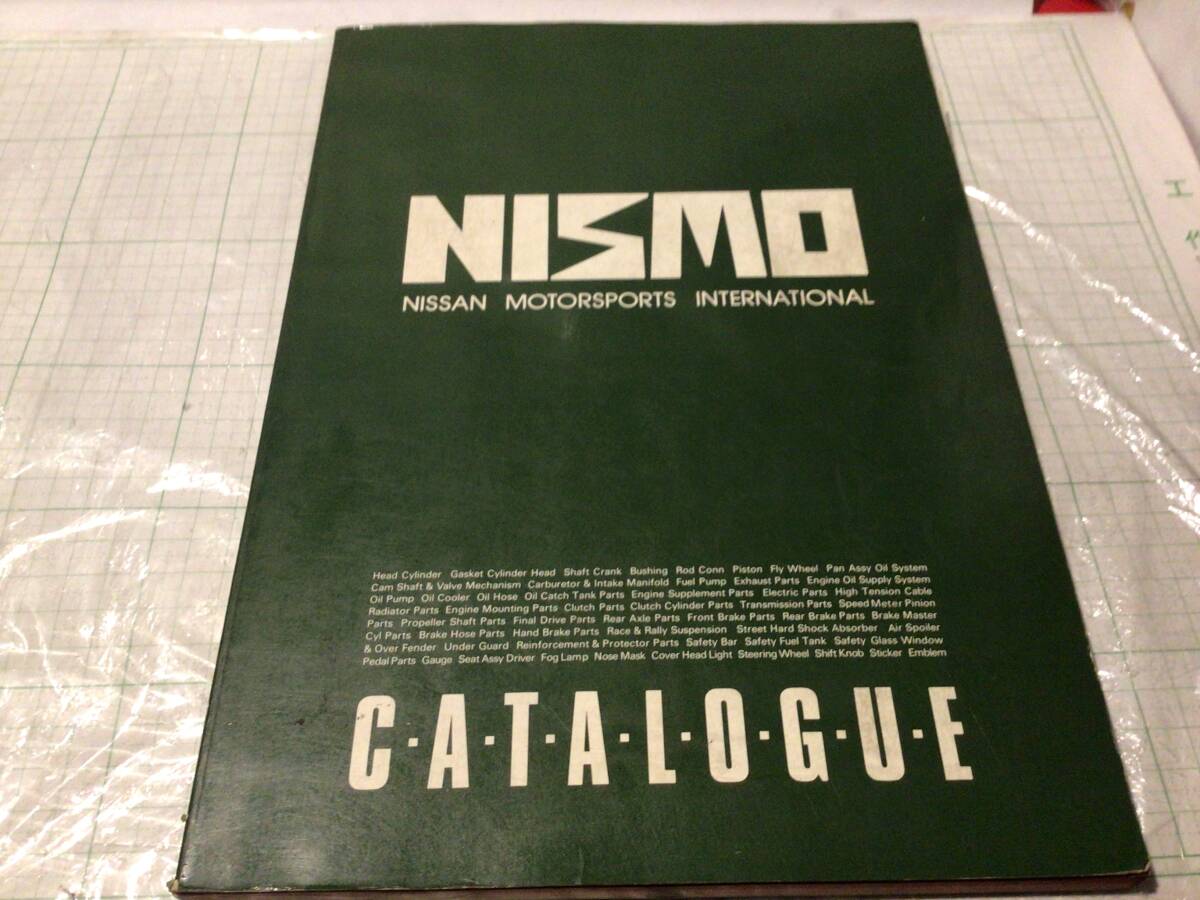 NISMO
NISSAN MOTORSPORTS INTERNATIONAL
Head Cylinder Gasket Cylinder Head Shaft Crank Bushing Rod Conn Piston Fly Wheel Pan Assy Oil System
Cam Shaft & Valve Mechanism Carburetor & Intake Manifold Fuel Pump Exhaust Parts Engine Oil Supply System
Oil Pump Oil Cooler Oil Hose Oil Catch Tank Parts Engine Supplement Parts Electric Parts High Tension Cable
Radiator Parts Engine Mounting Parts Clutch Parts Clutch Cylinder Parts Transmission Parts Speed Meter Pinion
Parts Propeller Shaft Parts Final Drive Parts Rear Axle Parts Front Brake Parts Rear Brake Parts Brake Master
Cyl Parts Brake Hose Parts Hand Brake Parts Race & Rally Suspension Street Hard Shock Absorber Air Spoiler
& Over Fender Under Guard Reinforcement & Protector Parts Safety Bar Safety Fuel Tank Safety Glass Window
Pedal Parts Gauge Seat Assy Driver Fog Lamp Nose Mask Cover Head Light Steering Wheel Shift Knob Sticker Emblem
C·A·T·A·L·O·G·U·E